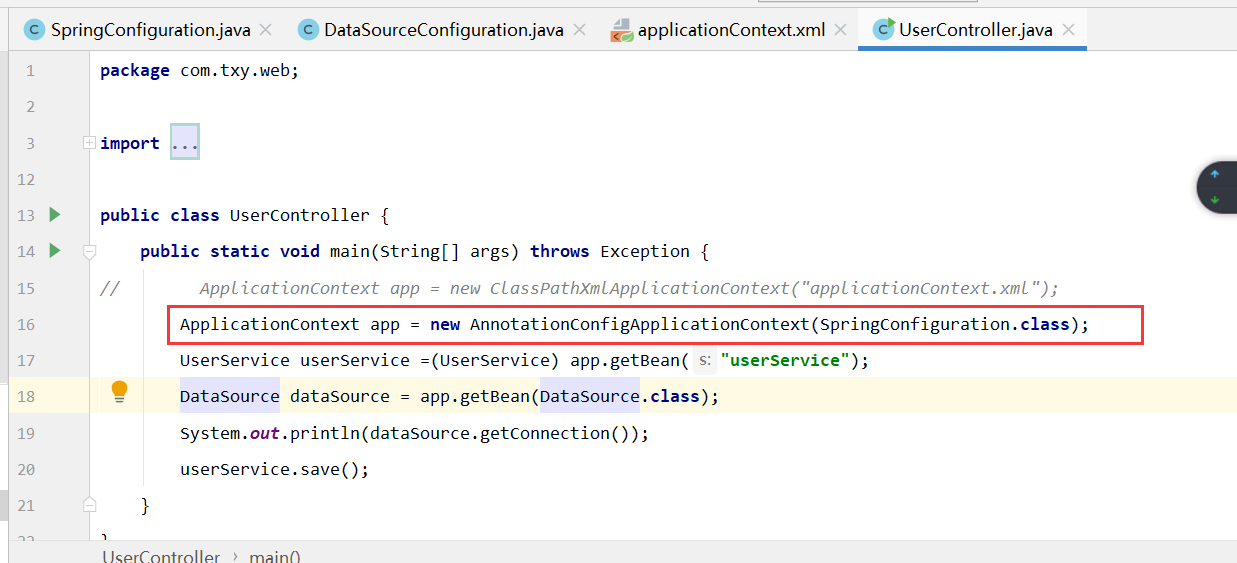 SpringConfiguration.java DataSourceConfiguration.java applicationContext.xml UserController.java
1 package com.txy.web;
2
3 import ...
12
13 public class UserController {
14 public static void main(String[] args) throws Exception {
15 // ApplicationContext app = new ClassPathXmlApplicationContext("applicationContext.xml");
16 ApplicationContext app = new AnnotationConfigApplicationContext(SpringConfiguration.class);
17 UserService userService =(UserService) app.getBean( s: "userService");
18 DataSource dataSource = app.getBean(DataSource.class);
19 System.out.println(dataSource.getConnection());
20 userService.save();
21 }
22 }
UserController › main()